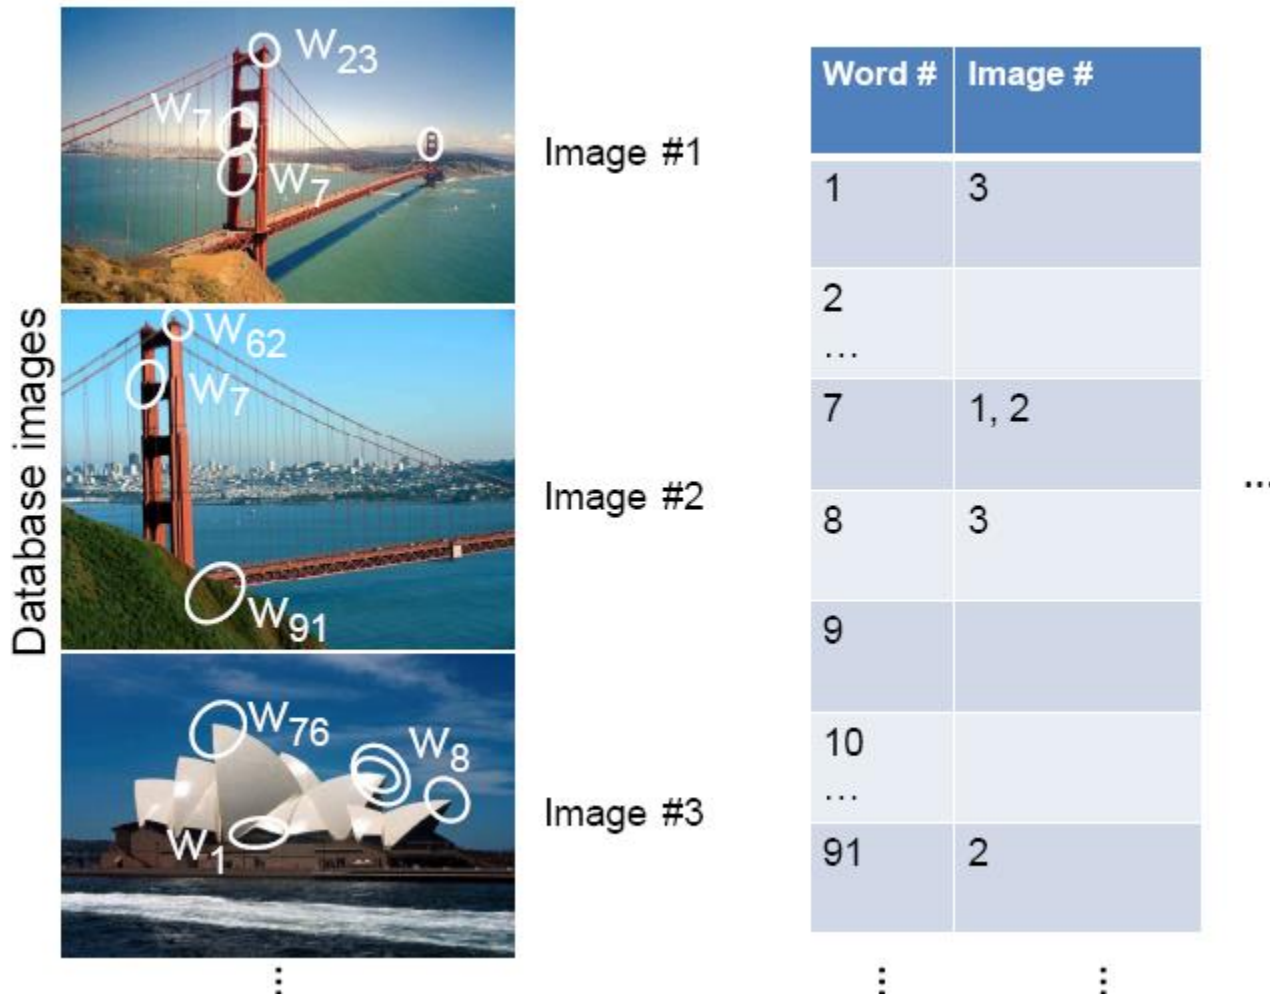 W23
W7
W7
Image #1
W62
W7
W91
Image #2
W76
W8
W1
Image #3
Database images
⋮
Word # Image #
1 3
2
...
7 1, 2
8 3
9
10
...
91 2
⋮ ⋮
...